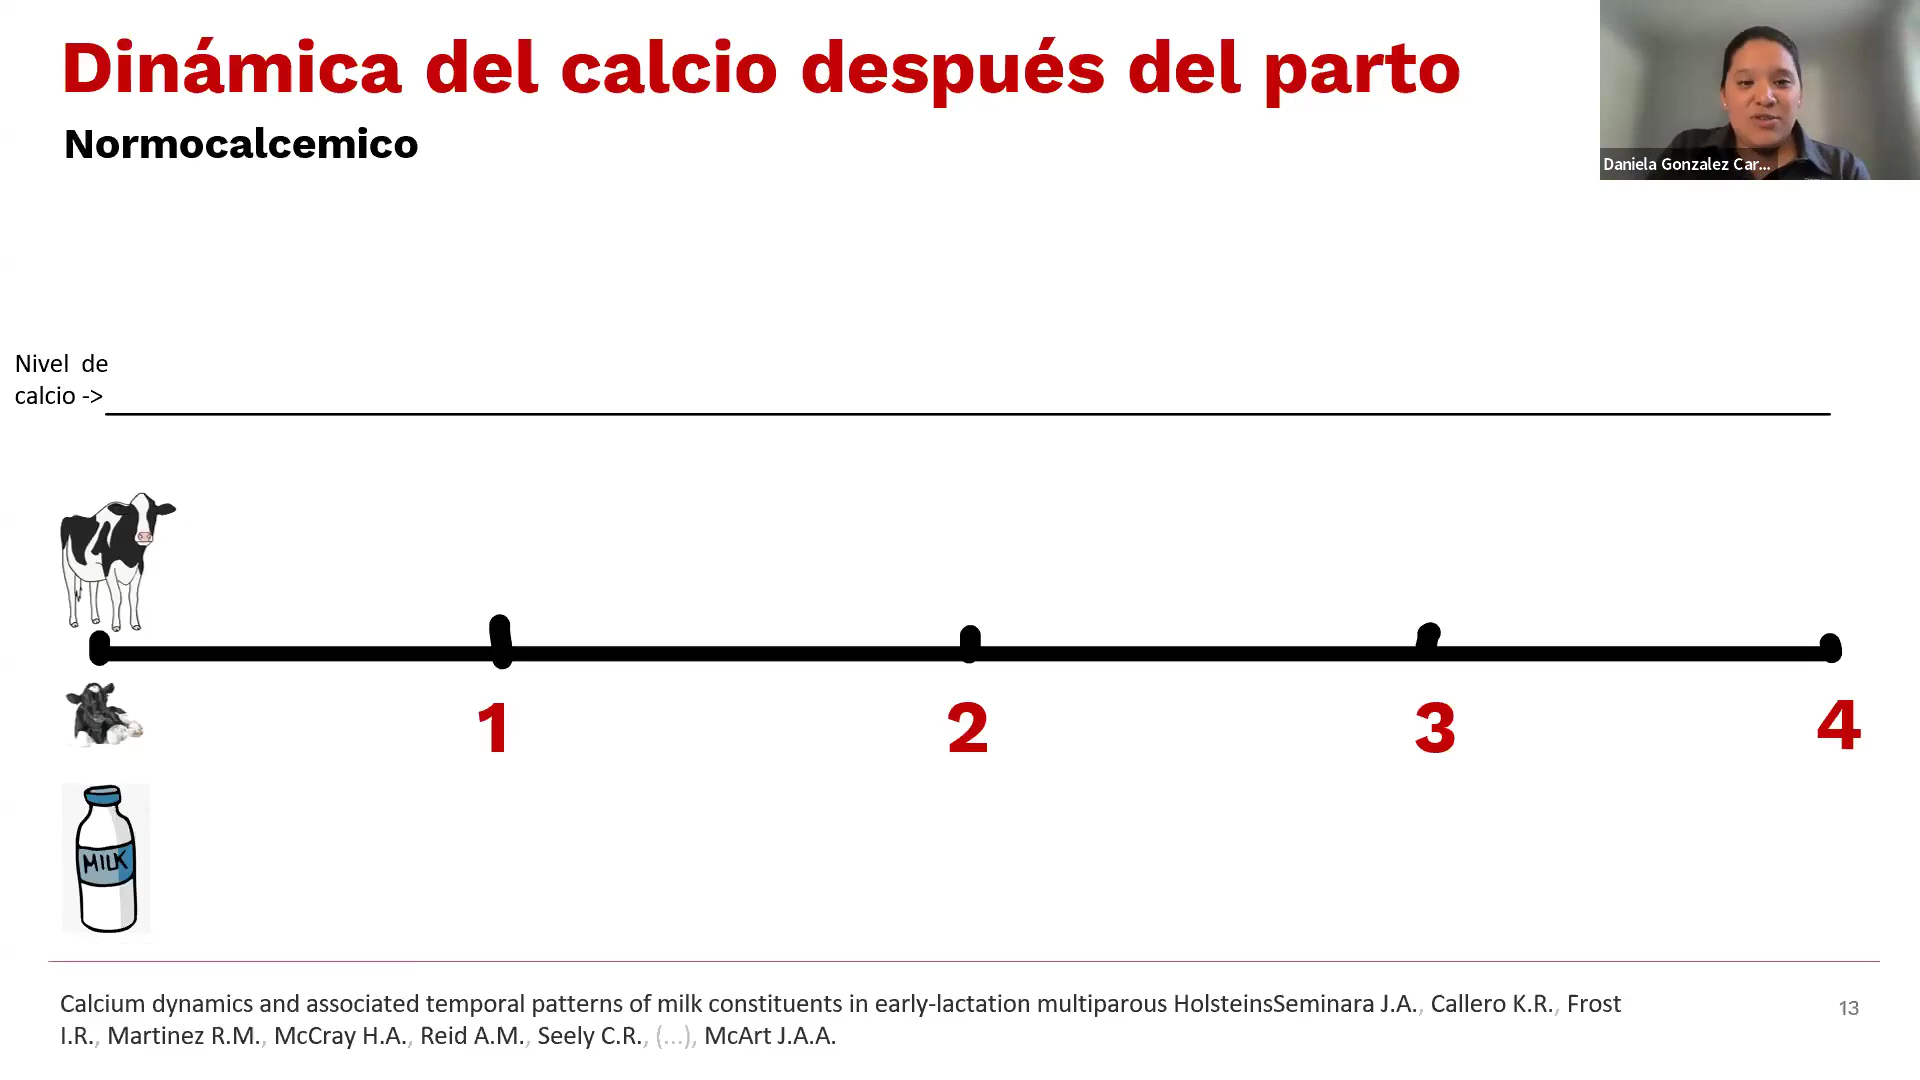 Dinámica del calcio después del parto
Normocalcemico
Daniela Gonzalez Car...
Nivel de
calcio ->
1
2
3
4
MILK
Calcium dynamics and associated temporal patterns of milk constituents in early-lactation multiparous HolsteinsSeminara J.A., Callero K.R., Frost
I.R., Martinez R.M., McCray H.A., Reid A.M., Seely C.R., (...), McArt J.A.A.
13